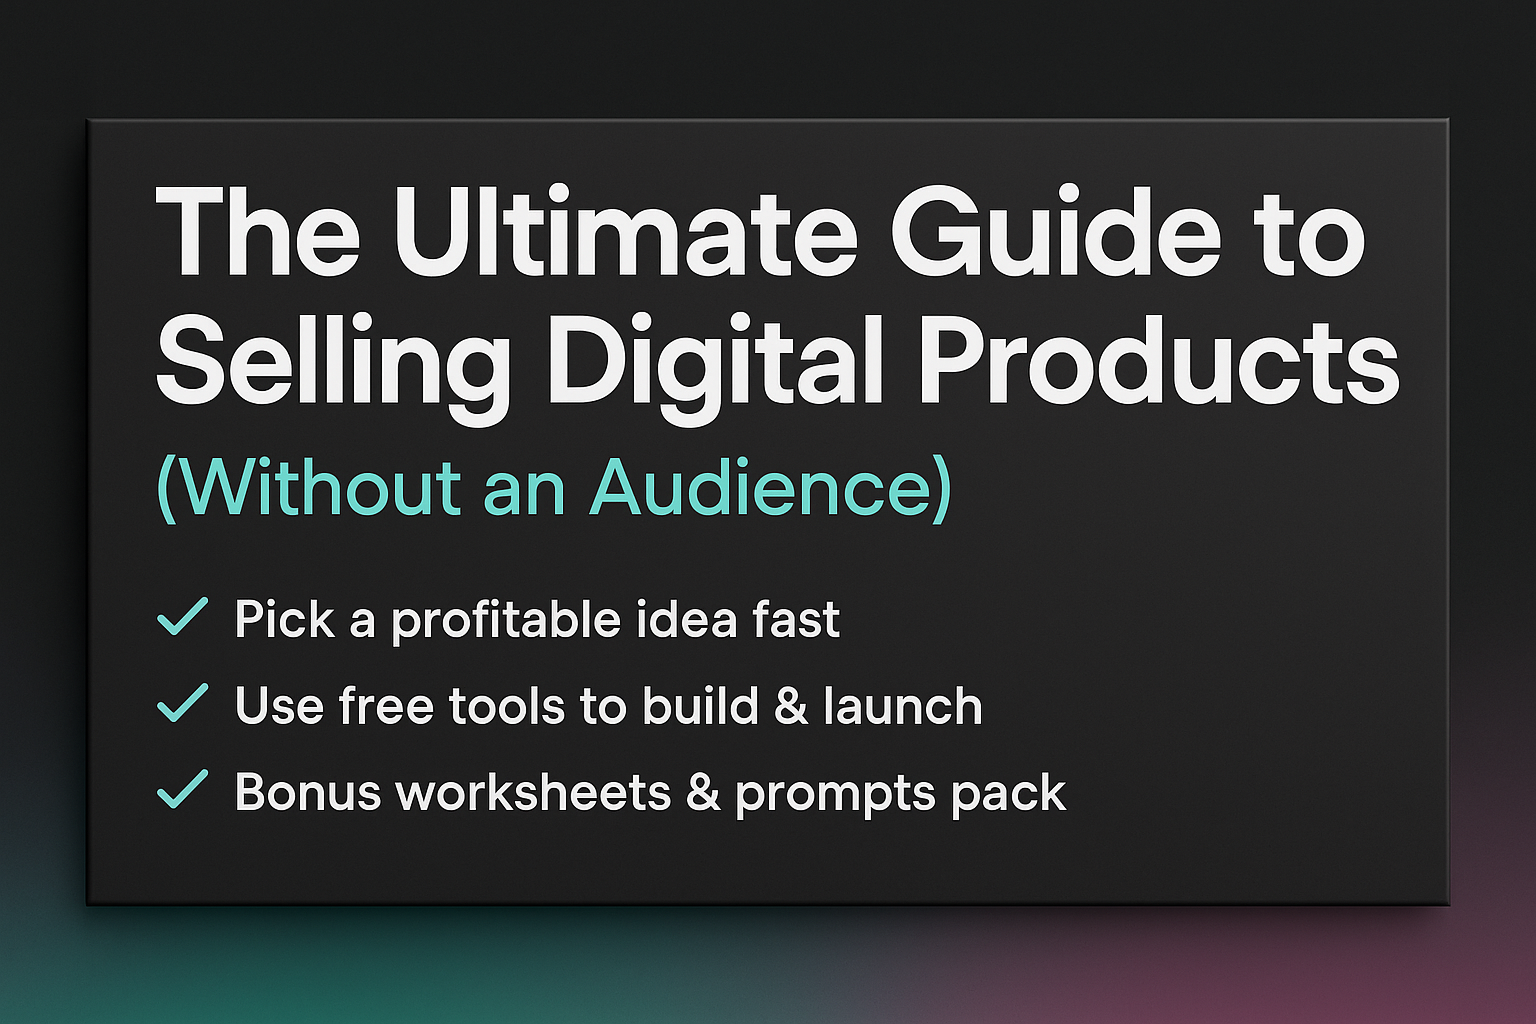 The Ultimate Guide to
Selling Digital Products
(Without an Audience)
Pick a profitable idea fast
Use free tools to build & launch
Bonus worksheets & prompts pack